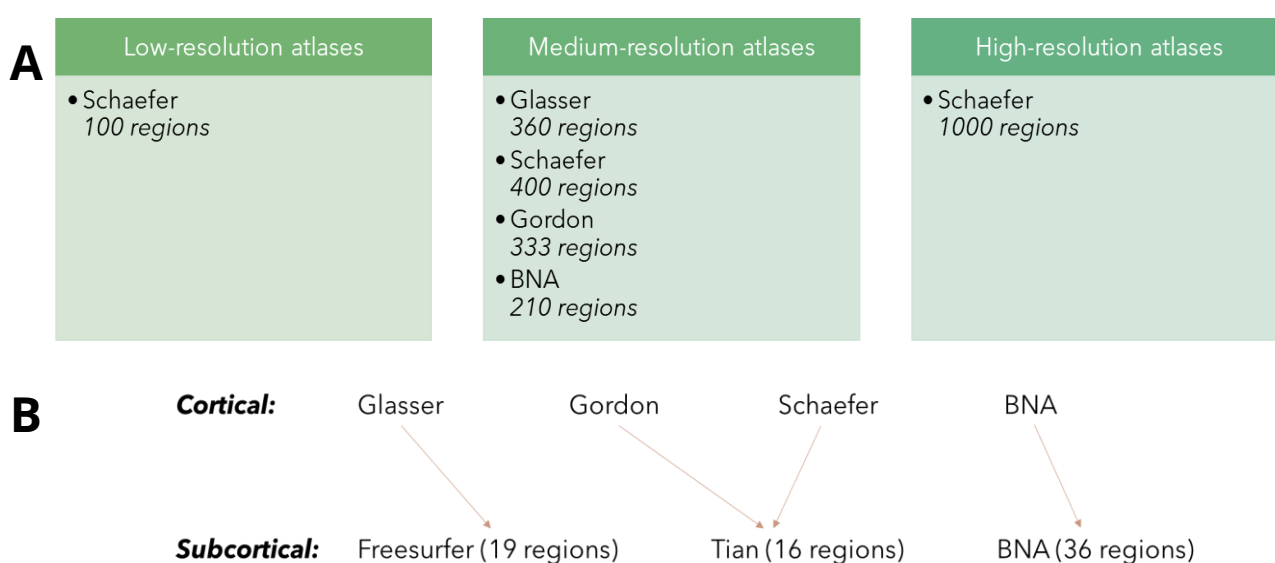 A
Low-resolution atlases
• Schaefer
100 regions
Medium-resolution atlases
• Glasser
360 regions
• Schaefer
400 regions
• Gordon
333 regions
• BNA
210 regions
High-resolution atlases
• Schaefer
1000 regions
B
Cortical: Glasser Gordon Schaefer BNA
Subcortical: Freesurfer (19 regions) Tian (16 regions) BNA (36 regions)